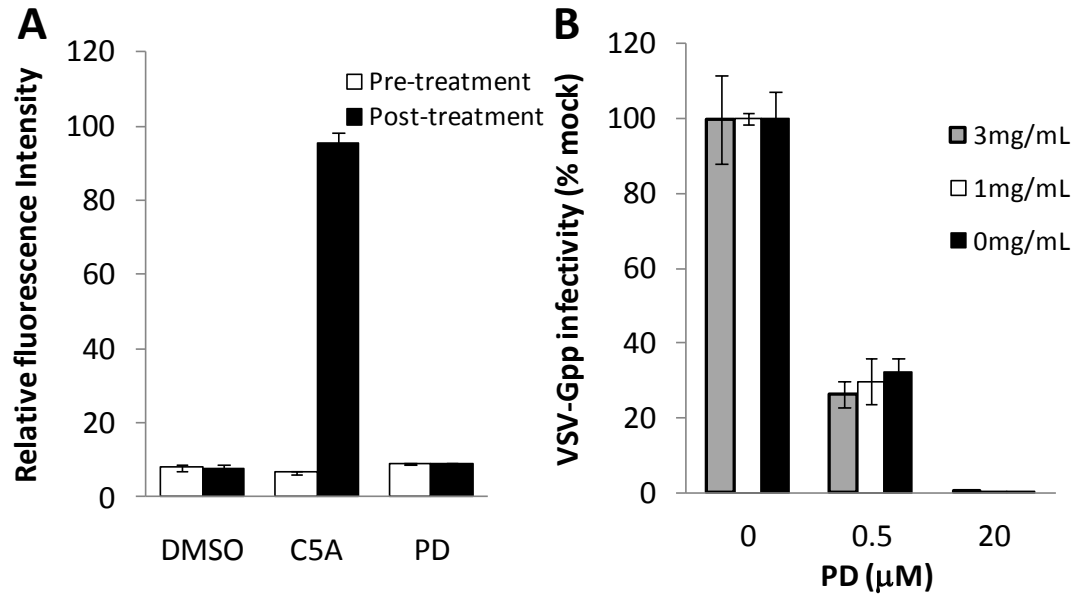 A
Relative fluorescence Intensity
120
100
80
60
40
20
0
Pre-treatment
Post-treatment
DMSO C5A PD
B
VSV-Gpp infectivity (% mock)
120
100
80
60
40
20
0
3mg/mL
1mg/mL
0mg/mL
0 0.5 20
PD (μM)